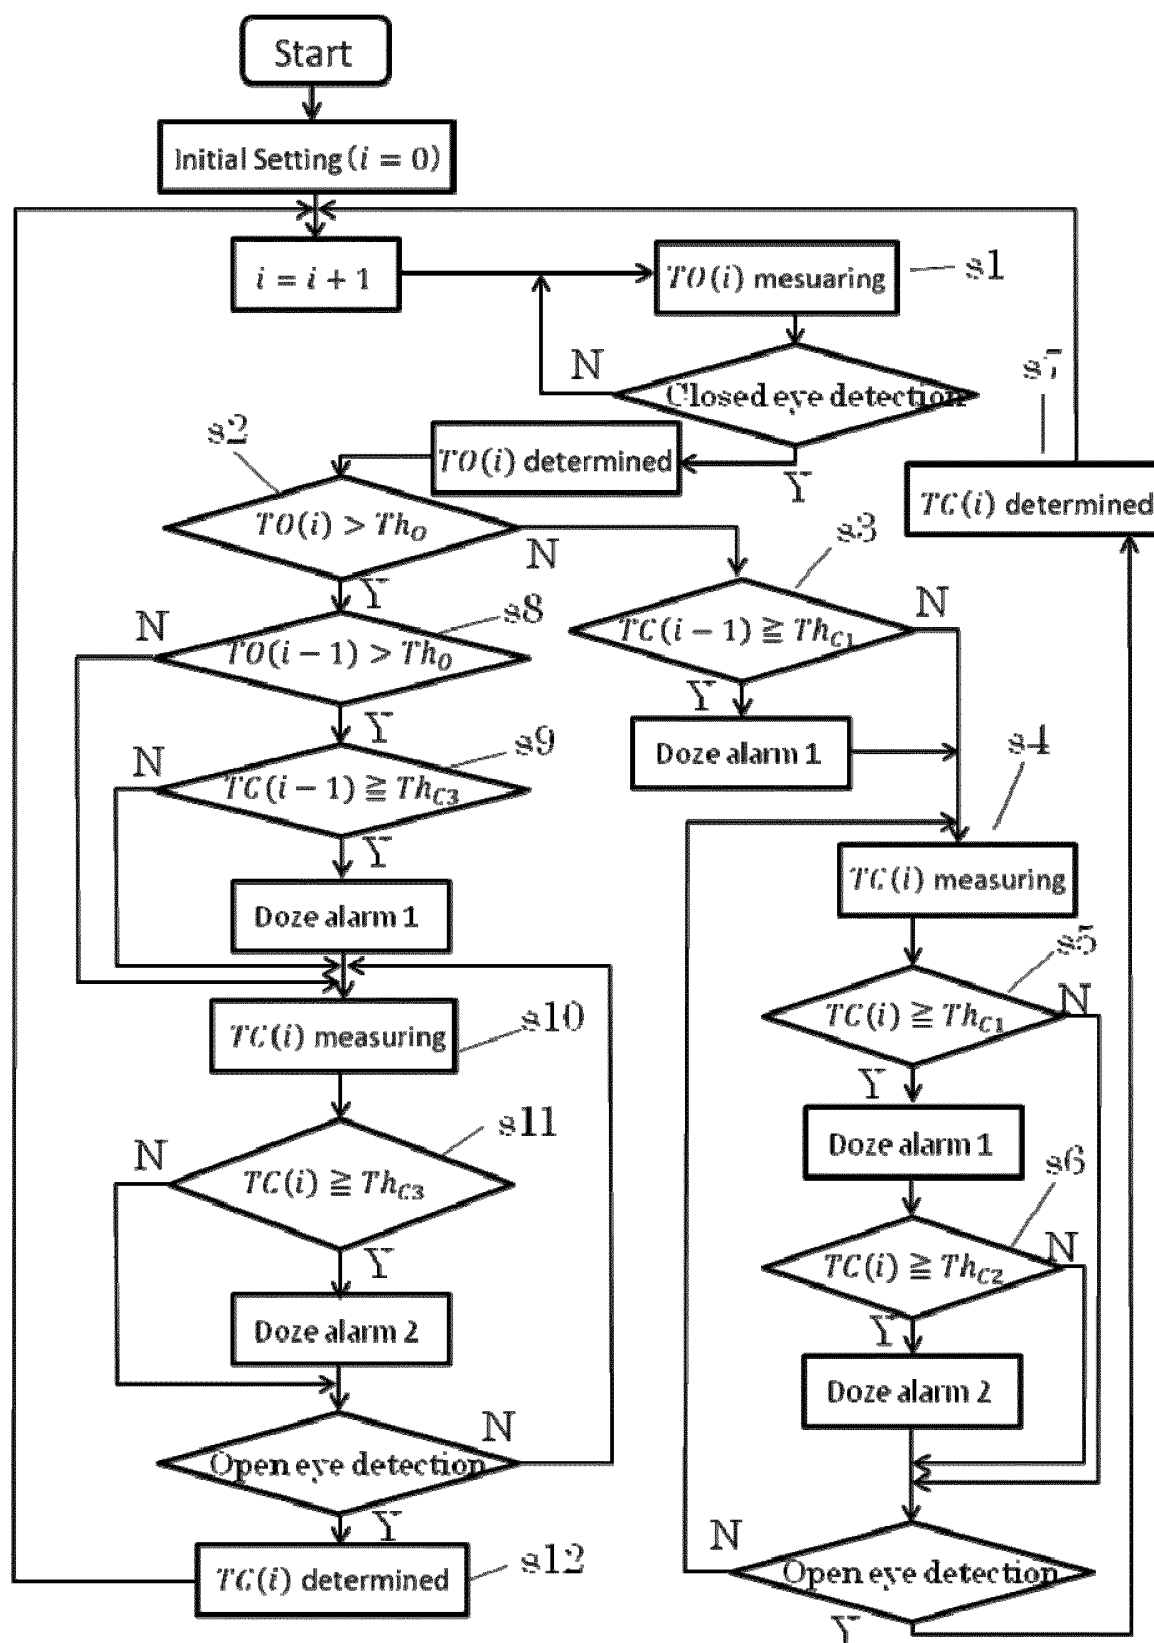 Start
Initial Setting (i = 0)
i = i + 1
TO(i) mesuaring
s1
N
Closed eye detection
s7
s2
TO(i) determined
Y
TC(i) determined
TO(i) > Th_O
N
s3
Y
N
s8
TC(i − 1) ≧ Th_C1
N
TO(i − 1) > Th_O
Y
Y
Doze alarm 1
s4
N
s9
TC(i − 1) ≧ Th_C3
Y
TC(i) measuring
Doze alarm 1
s5
TC(i) ≧ Th_C1
N
TC(i) measuring
s10
Y
Doze alarm 1
s11
N
TC(i) ≧ Th_C3
s6
N
TC(i) ≧ Th_C2
Y
Y
Doze alarm 2
Doze alarm 2
N
Open eye detection
Y
N
TC(i) determined
s12
Open eye detection
Y